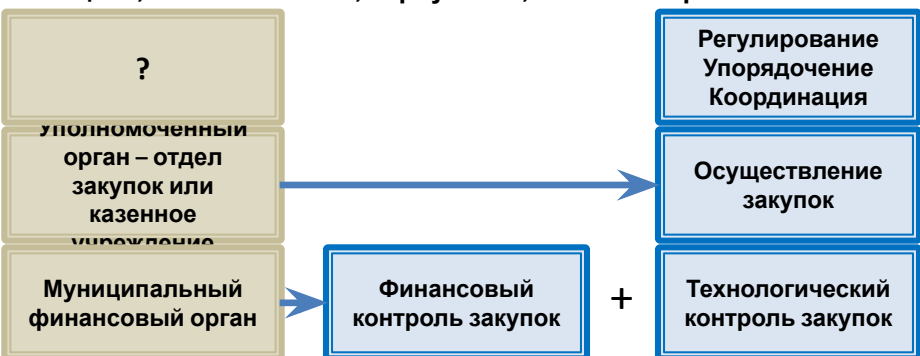 ?
Регулирование
Упорядочение
Координация
Уполномоченный
орган – отдел
закупок или
казенное
учреждение
Осуществление
закупок
Муниципальный
финансовый орган
Финансовый
контроль закупок
+
Технологический
контроль закупок